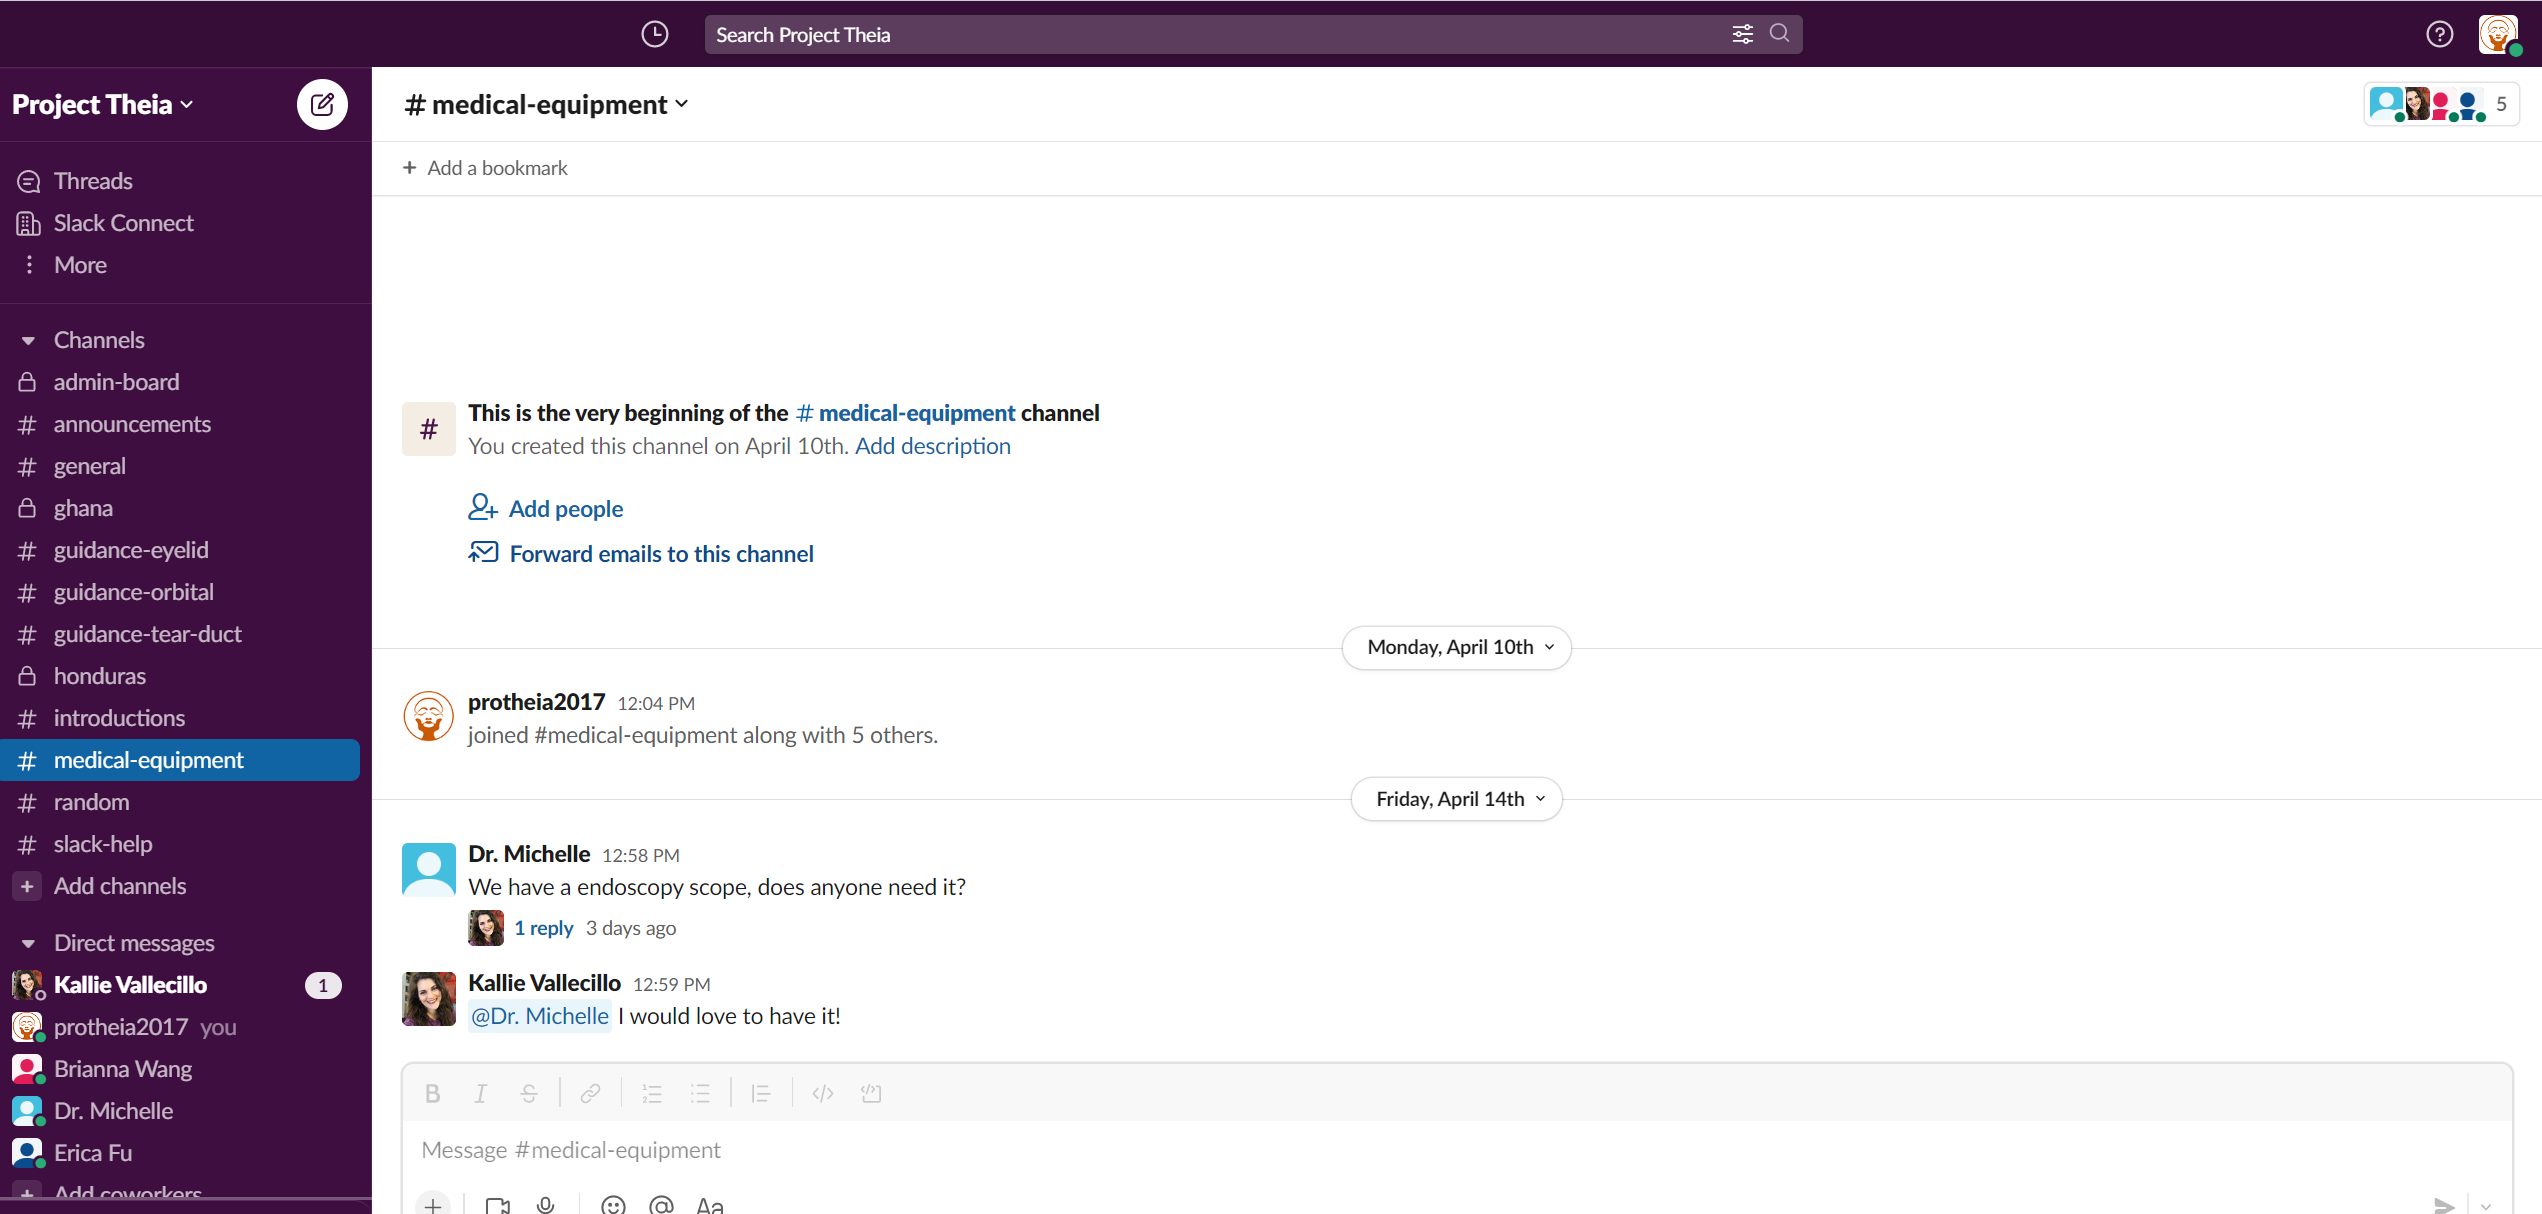 Search Project Theia
Project Theia
Threads
Slack Connect
More
Channels
admin-board
# announcements
# general
ghana
# guidance-eyelid
# guidance-orbital
# guidance-tear-duct
honduras
# introductions
# medical-equipment
# random
# slack-help
+ Add channels
Direct messages
Kallie Vallecillo 1
protheia2017 you
Brianna Wang
Dr. Michelle
Erica Fu
+ Add coworkers
# medical-equipment
5
+ Add a bookmark
# This is the very beginning of the # medical-equipment channel
You created this channel on April 10th. Add description
Add people
Forward emails to this channel
Monday, April 10th
protheia2017 12:04 PM
joined #medical-equipment along with 5 others.
Friday, April 14th
Dr. Michelle 12:58 PM
We have a endoscopy scope, does anyone need it?
1 reply 3 days ago
Kallie Vallecillo 12:59 PM
@Dr. Michelle I would love to have it!
B I S
Message #medical-equipment
+ @ Aa